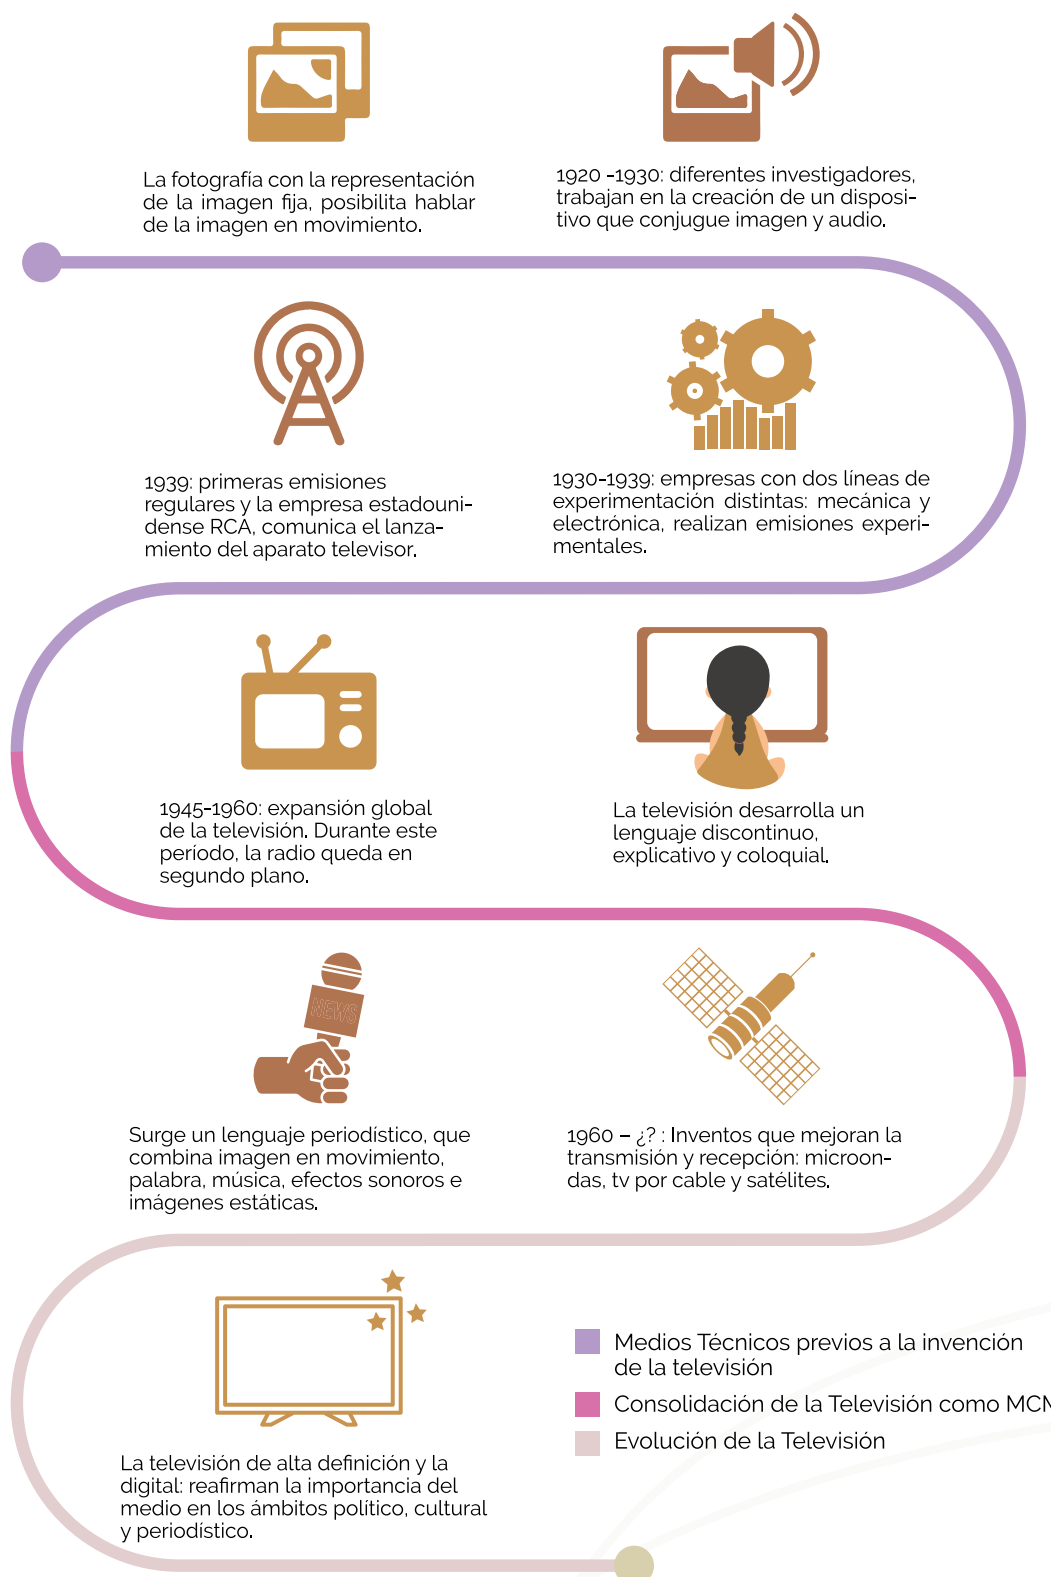 La fotografía con la representación
de la imagen fija, posibilita hablar
de la imagen en movimiento.
1920 -1930: diferentes investigadores,
trabajan en la creación de un disposi-
tivo que conjugue imagen y audio.
1939: primeras emisiones
regulares y la empresa estadouni-
dense RCA, comunica el lanza-
miento del aparato televisor.
1930-1939: empresas con dos líneas de
experimentación distintas: mecánica y
electrónica, realizan emisiones experi-
mentales.
1945-1960: expansión global
de la televisión. Durante este
período, la radio queda en
segundo plano.
La televisión desarrolla un
lenguaje discontinuo,
explicativo y coloquial.
NEWS
Surge un lenguaje periodístico, que
combina imagen en movimiento,
palabra, música, efectos sonoros e
imágenes estáticas.
1960 – ¿? : Inventos que mejoran la
transmisión y recepción: microon-
das, tv por cable y satélites.
La televisión de alta definición y la
digital: reafirman la importancia del
medio en los ámbitos político, cultural
y periodístico.
Medios Técnicos previos a la invención
de la televisión
Consolidación de la Televisión como MCM
Evolución de la Televisión